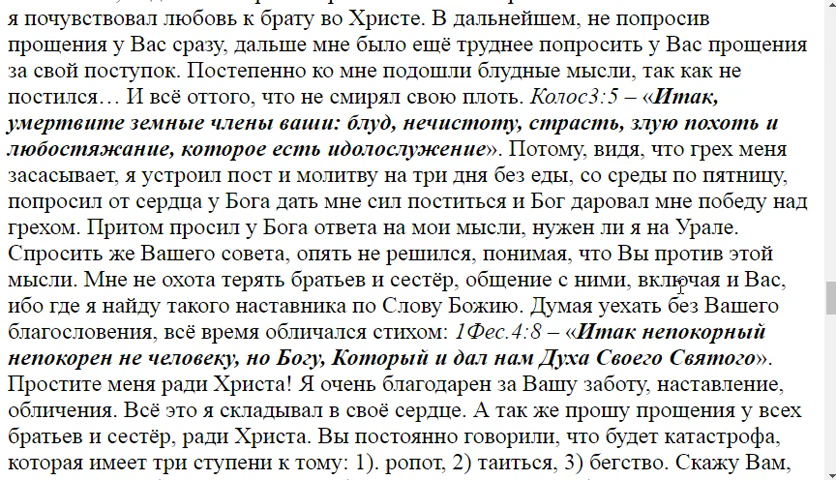 я почувствовал любовь к брату во Христе. В дальнейшем, не попросив
прощения у Вас сразу, дальше мне было ещё труднее попросить у Вас прощения
за свой поступок. Постепенно ко мне подошли блудные мысли, так как не
постился… И всё оттого, что не смирял свою плоть. Колос3:5 – «Итак,
умертвите земные члены ваши: блуд, нечистоту, страсть, злую похоть и
любостяжание, которое есть идолослужение». Потому, видя, что грех меня
засасывает, я устроил пост и молитву на три дня без еды, со среды по пятницу,
попросил от сердца у Бога дать мне сил поститься и Бог даровал мне победу над
грехом. Притом просил у Бога ответа на мои мысли, нужен ли я на Урале.
Спросить же Вашего совета, опять не решился, понимая, что Вы против этой
мысли. Мне не охота терять братьев и сестёр, общение с ними, включая и Вас,
ибо где я найду такого наставника по Слову Божию. Думая уехать без Вашего
благословения, всё время обличался стихом: 1Фес.4:8 – «Итак непокорный
непокорен не человеку, но Богу, Который и дал нам Духа Своего Святого».
Простите меня ради Христа! Я очень благодарен за Вашу заботу, наставление,
обличения. Всё это я складывал в своё сердце. А так же прошу прощения у всех
братьев и сестёр, ради Христа. Вы постоянно говорили, что будет катастрофа,
которая имеет три ступени к тому: 1). ропот, 2) таиться, 3) бегство. Скажу Вам,